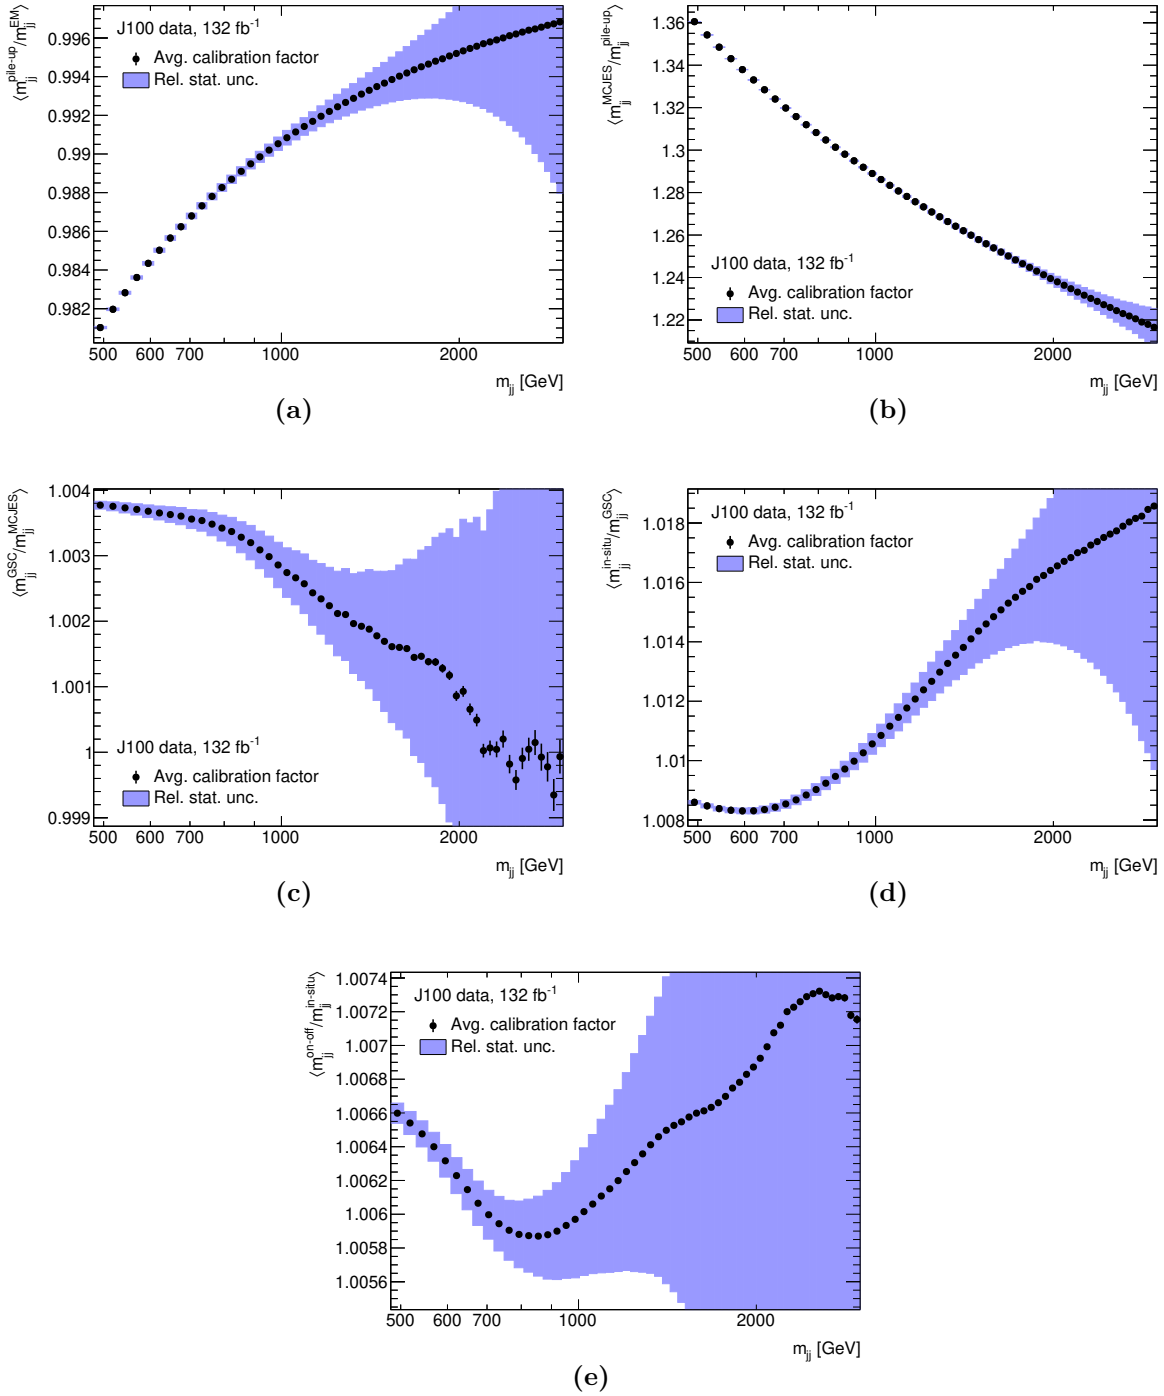 ⟨m_jj^pile-up/m_jj^EM⟩
J100 data, 132 fb⁻¹
Avg. calibration factor
Rel. stat. unc.
0.996
0.994
0.992
0.99
0.988
0.986
0.984
0.982
500 600 700 1000 2000
m_jj [GeV]
(a)
⟨m_jj^MCJES/m_jj^pile-up⟩
1.36
1.34
1.32
1.3
1.28
1.26
1.24
1.22
J100 data, 132 fb⁻¹
Avg. calibration factor
Rel. stat. unc.
500 600 700 1000 2000
m_jj [GeV]
(b)
⟨m_jj^GSC/m_jj^MCJES⟩
1.004
1.003
1.002
1.001
1
0.999
J100 data, 132 fb⁻¹
Avg. calibration factor
Rel. stat. unc.
500 600 700 1000 2000
m_jj [GeV]
(c)
⟨m_jj^in-situ/m_jj^GSC⟩
J100 data, 132 fb⁻¹
Avg. calibration factor
Rel. stat. unc.
1.018
1.016
1.014
1.012
1.01
1.008
500 600 700 1000 2000
m_jj [GeV]
(d)
⟨m_jj^on-off/m_jj^in-situ⟩
J100 data, 132 fb⁻¹
Avg. calibration factor
Rel. stat. unc.
1.0074
1.0072
1.007
1.0068
1.0066
1.0064
1.0062
1.006
1.0058
1.0056
500 600 700 1000 2000
m_jj [GeV]
(e)